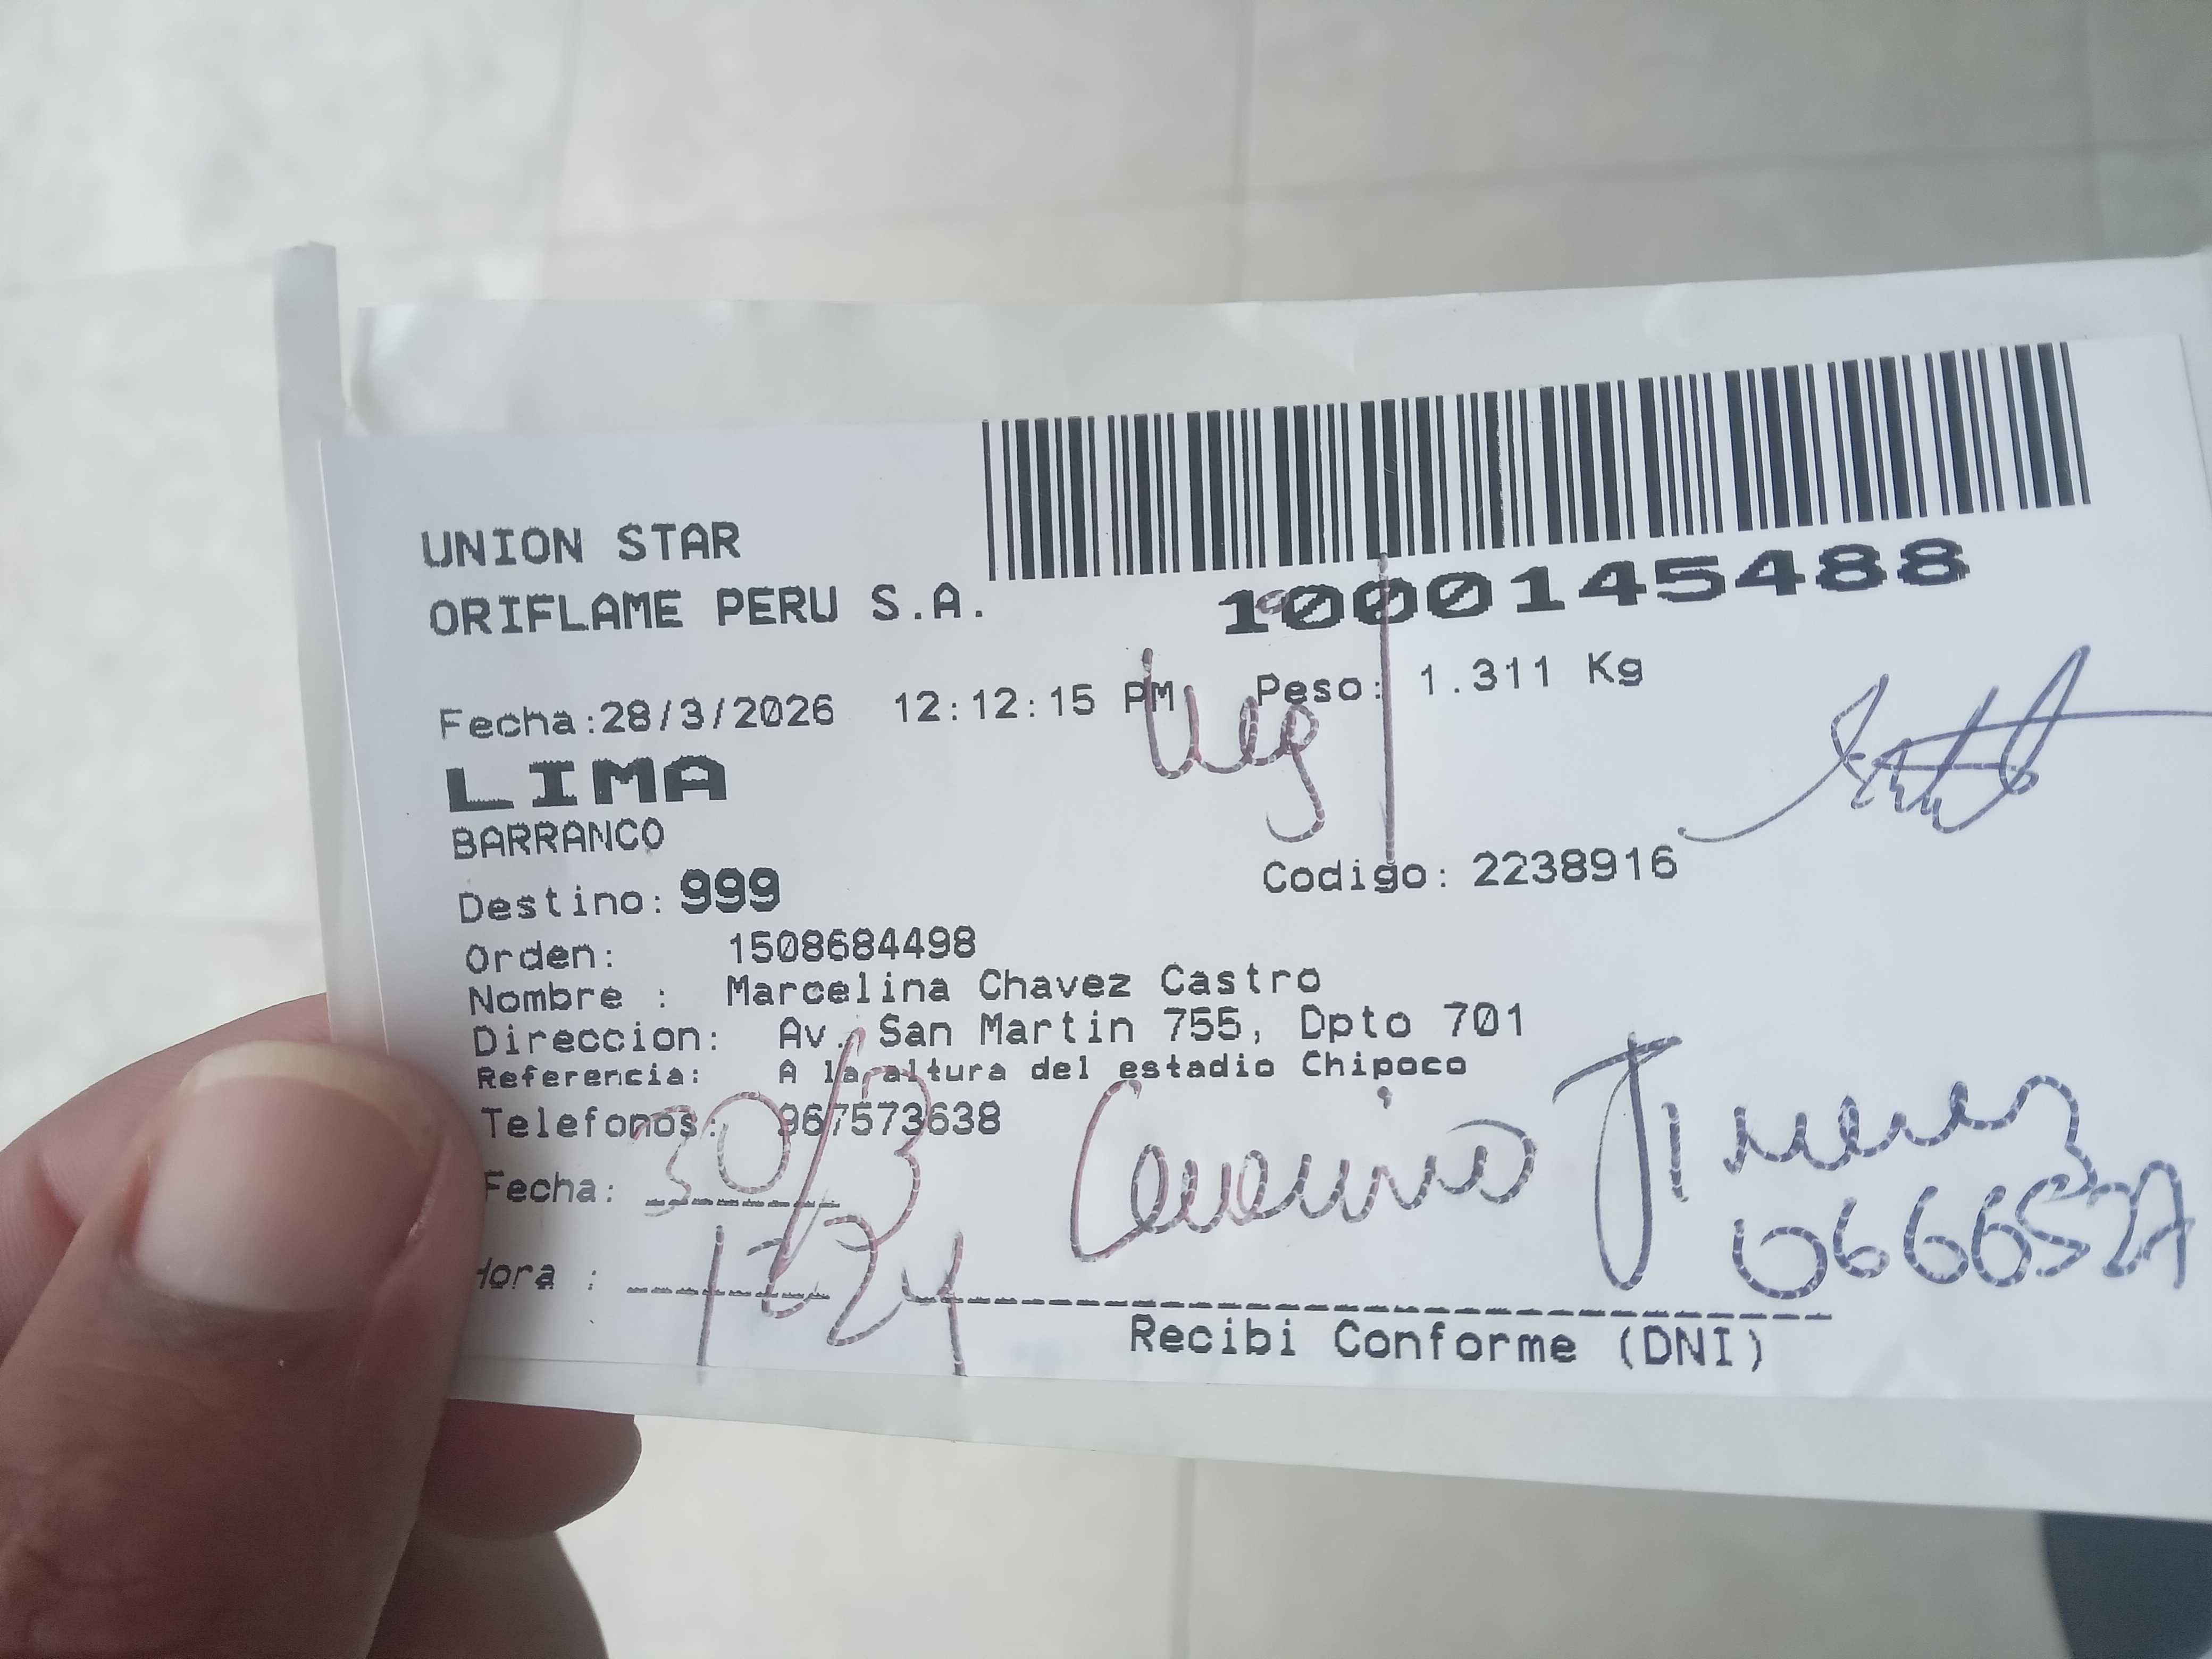 UNION STAR
ORIFLAME PERU S.A.
1000145488
Fecha:28/3/2026 12:12:15 PM Peso: 1.311 Kg
LIMA
BARRANCO
Destino: 999 Codigo: 2238916
Orden: 1508684498
Nombre : Marcelina Chavez Castro
Direccion: Av. San Martin 755, Dpto 701
Referencia: A la altura del estadio Chipoco
Telefonos: 967573638
Fecha: 30/3
Hora : 1224
Jimenez
Recibi Conforme (DNI)